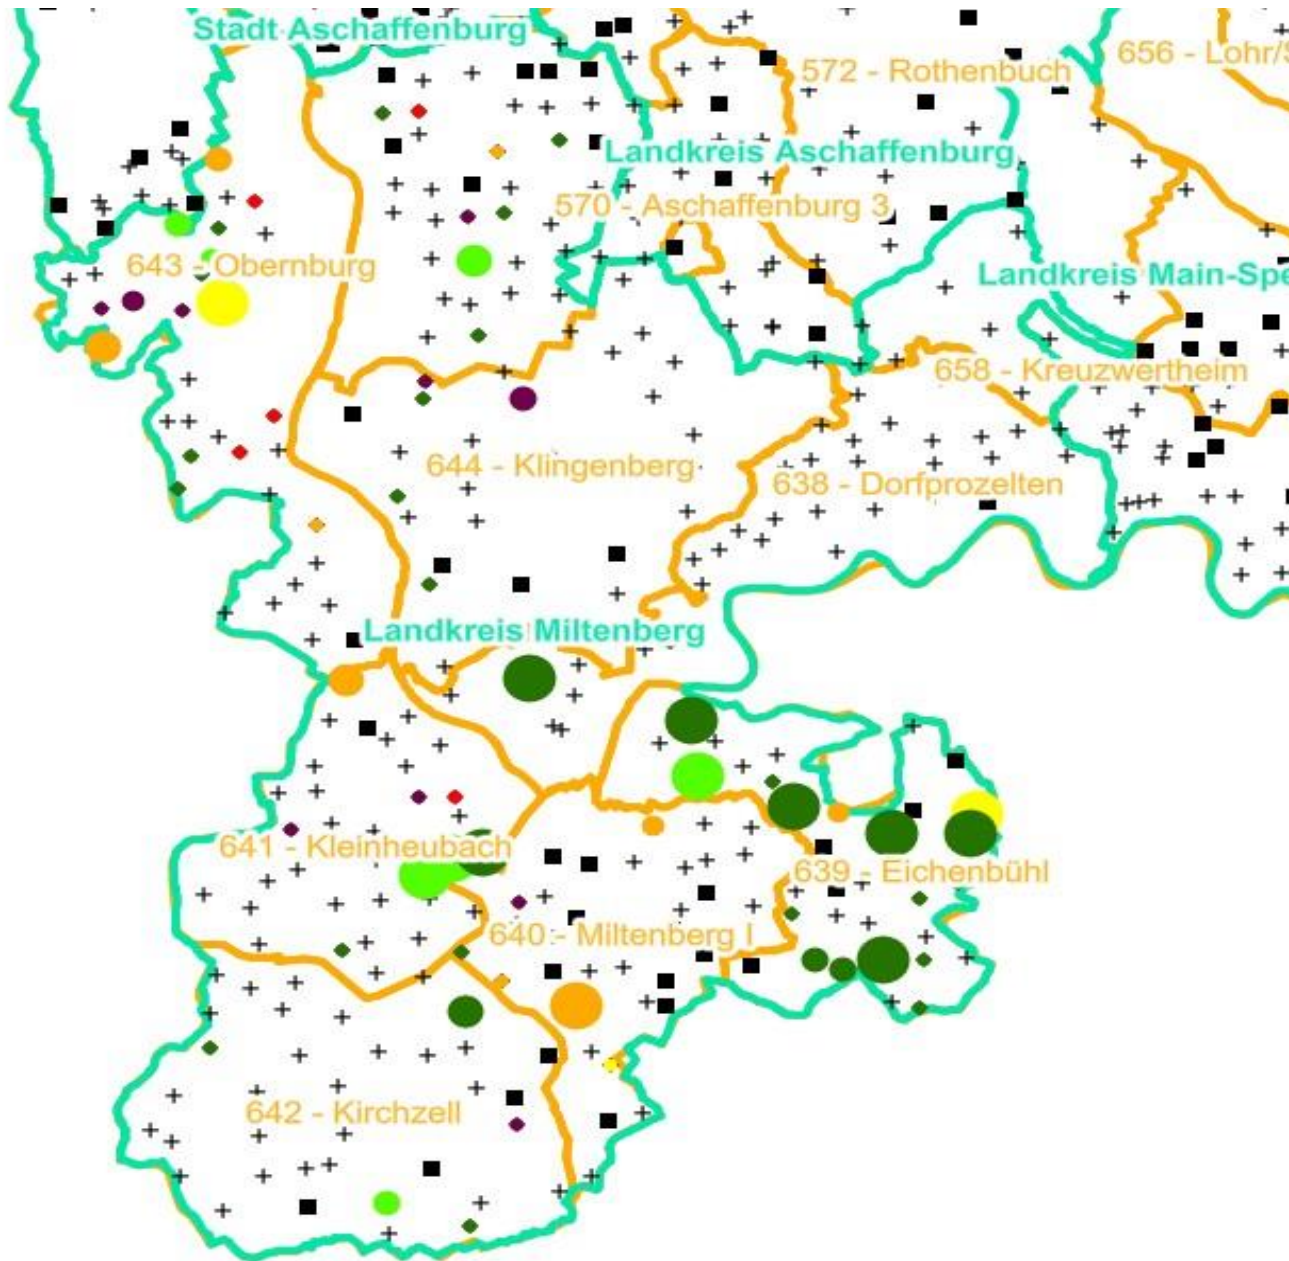 Stadt Aschaffenburg
656 - Lohr/S
572 - Rothenbuch
Landkreis Aschaffenburg
570 - Aschaffenburg 3
643 - Obernburg
Landkreis Main-Spe
658 - Kreuzwertheim
644 - Klingenberg
638 - Dorfprozelten
Landkreis Miltenberg
641 - Kleinheubach
639 - Eichenbühl
640 - Miltenberg I
642 - Kirchzell